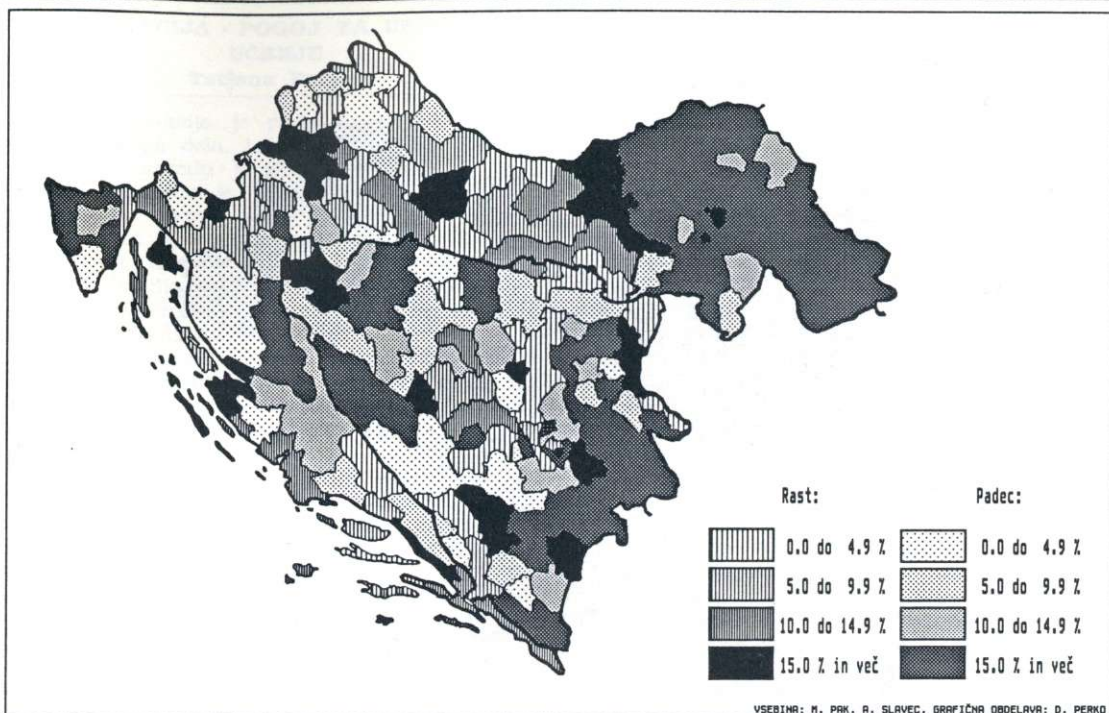 Rast: Padec:
0.0 do 4.9 % 0.0 do 4.9 %
5.0 do 9.9 % 5.0 do 9.9 %
10.0 do 14.9 % 10.0 do 14.9 %
15.0 % in več 15.0 % in več
VSEBINA: M. PAK, A. SLAVEC, GRAFIČNA OBDELAVA: D. PERKO